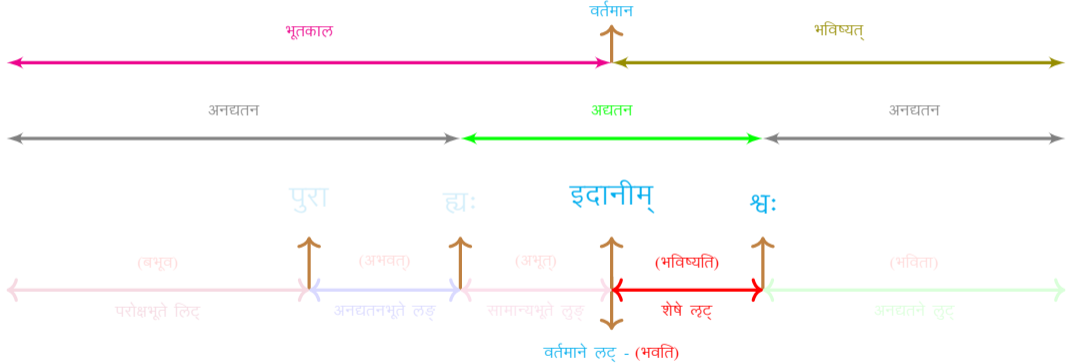 वर्तमान
भूतकाल भविष्यत्
अनद्यतन अद्यतन अनद्यतन
पुरा ह्यः इदानीम् श्वः
(बभूव) (अभवत्) (अभूत्) (भविष्यति) (भविता)
परोक्षभूते लिट् अनद्यतनभूते लङ् सामान्यभूते लुङ् शेषे लृट् अनद्यतने लुट्
वर्तमाने लट् - (भवति)